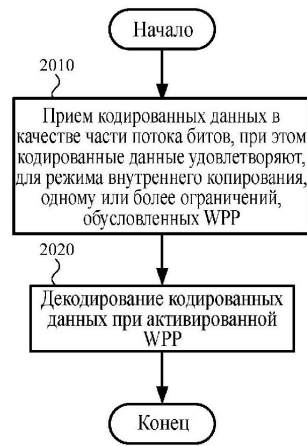 Начало
2010
Прием кодированных данных в
качестве части потока битов, при этом
кодированные данные удовлетворяют,
для режима внутреннего копирования,
одному или более ограничений,
обусловленных WPP
2020
Декодирование кодированных
данных при активированной
WPP
Конец